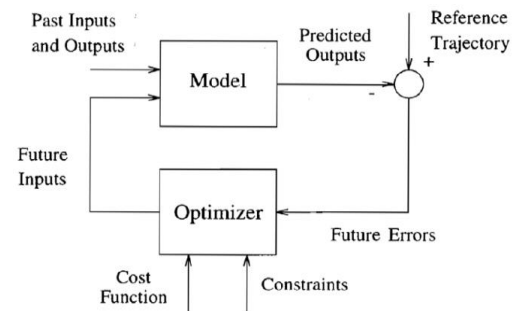 Past Inputs
and Outputs
Predicted
Outputs
Reference
Trajectory
+
Model
-
Future
Inputs
Optimizer
Future Errors
Cost
Function
Constraints